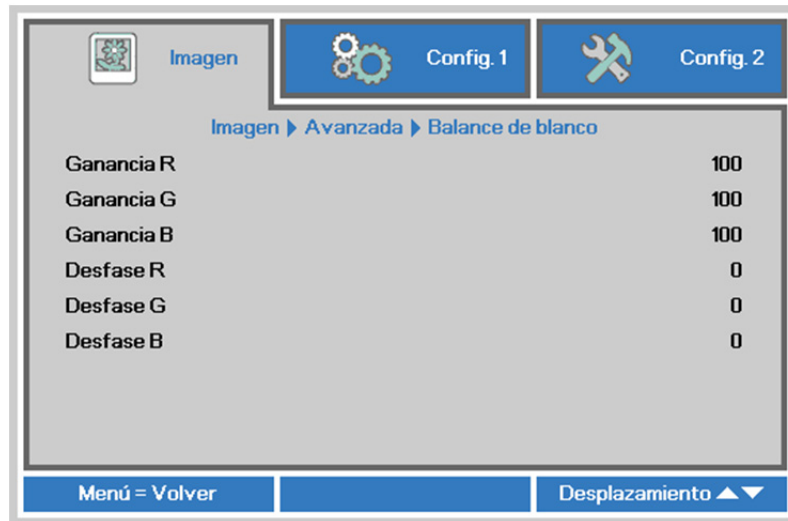 Imagen Config. 1 Config. 2
Imagen Avanzada Balance de blanco
Ganancia R 100
Ganancia G 100
Ganancia B 100
Desfase R 0
Desfase G 0
Desfase B 0
Menú = Volver Desplazamiento